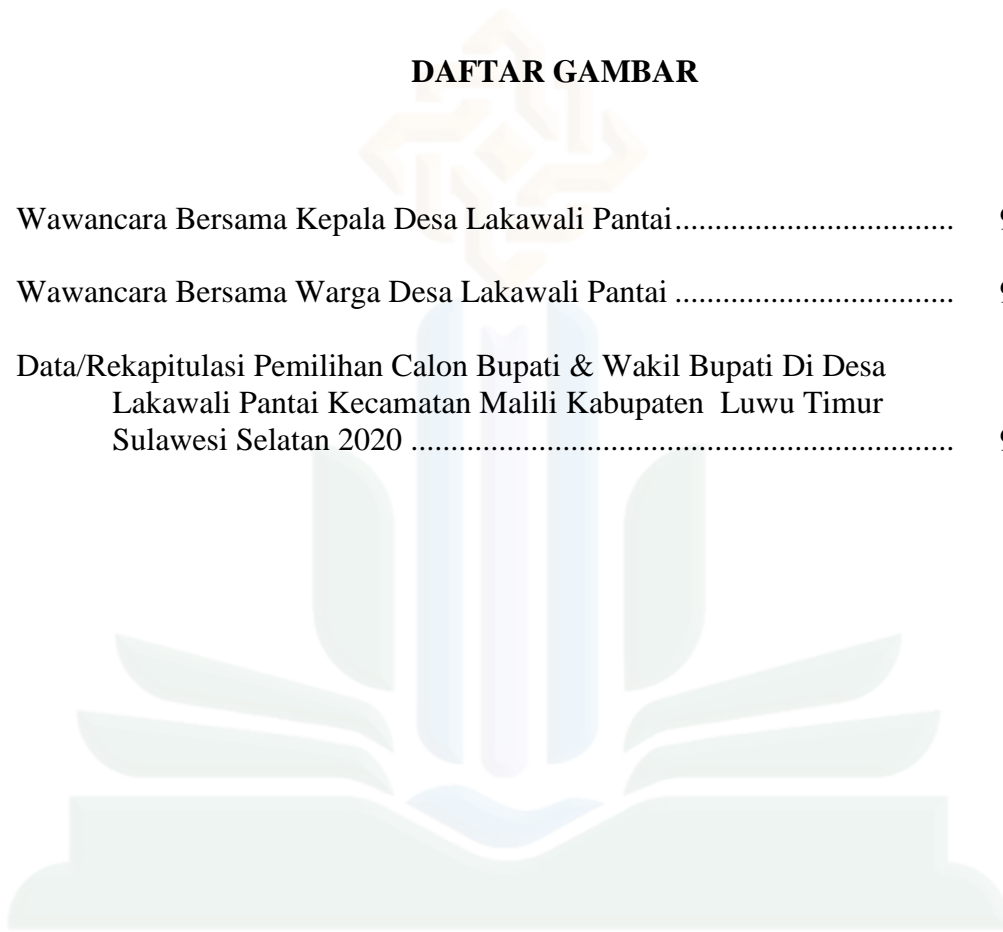 DAFTAR GAMBAR
Wawancara Bersama Kepala Desa Lakawali Pantai...................................
Wawancara Bersama Warga Desa Lakawali Pantai ...................................
Data/Rekapitulasi Pemilihan Calon Bupati & Wakil Bupati Di Desa
Lakawali Pantai Kecamatan Malili Kabupaten Luwu Timur
Sulawesi Selatan 2020 ....................................................................